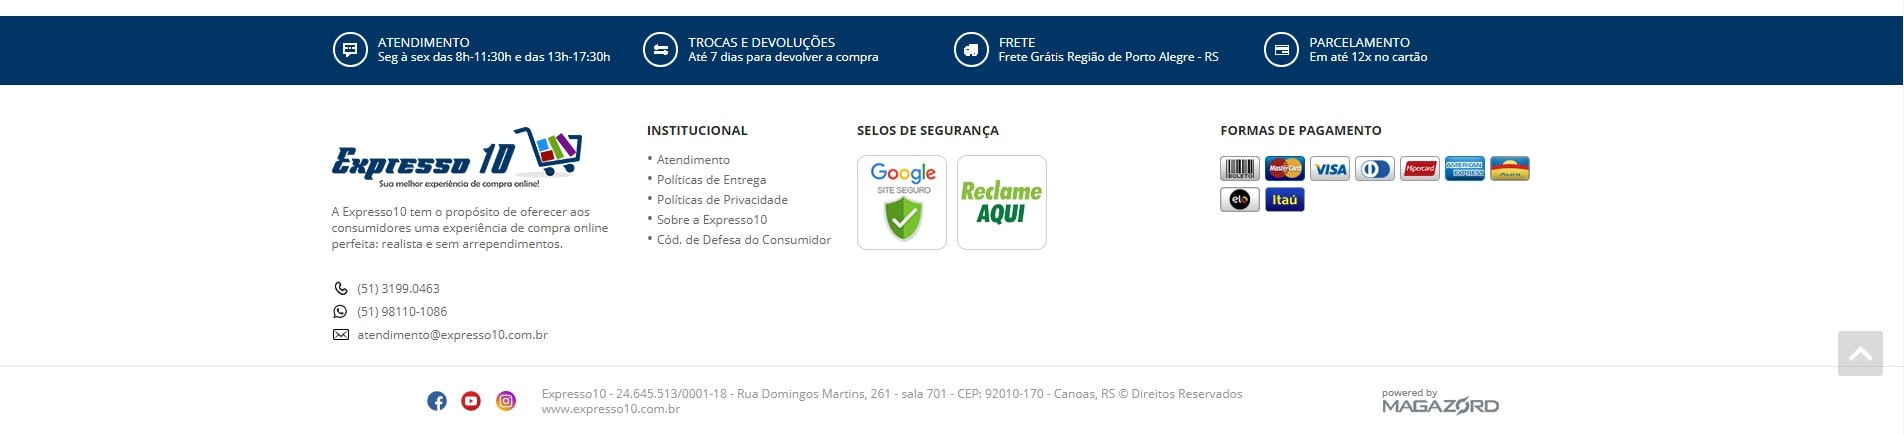 ATENDIMENTO
Seg à sex das 8h-11:30h e das 13h-17:30h
TROCAS E DEVOLUÇÕES
Até 7 dias para devolver a compra
FRETE
Frete Grátis Região de Porto Alegre - RS
PARCELAMENTO
Em até 12x no cartão
Expresso 10
Sua melhor experiência de compra online!
A Expresso10 tem o propósito de oferecer aos
consumidores uma experiência de compra online
perfeita: realista e sem arrependimentos.
(51) 3199.0463
(51) 98110-1086
atendimento@expresso10.com.br
INSTITUCIONAL
• Atendimento
• Políticas de Entrega
• Políticas de Privacidade
• Sobre a Expresso10
• Cód. de Defesa do Consumidor
SELOS DE SEGURANÇA
Google
SITE SEGURO
Reclame
AQUI
FORMAS DE PAGAMENTO
BOLETO
MasterCard
VISA
Hipercard
AMERICAN
EXPRESS
Aura
elo
Itaú
Expresso10 - 24.645.513/0001-18 - Rua Domingos Martins, 261 - sala 701 - CEP: 92010-170 - Canoas, RS © Direitos Reservados
www.expresso10.com.br
powered by
MAGAZORD